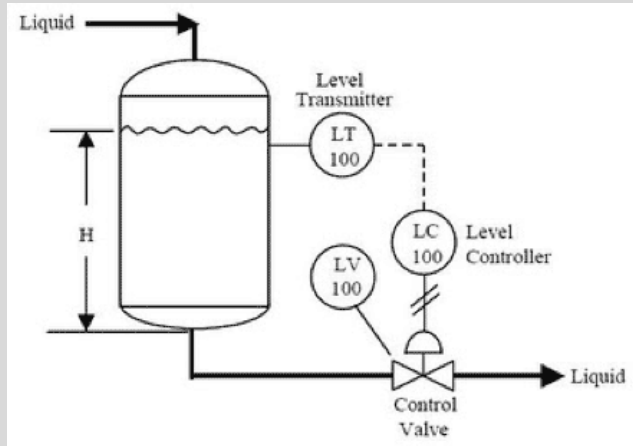 Liquid
Level
Transmitter
LT
100
H
LC
100
Level
Controller
LV
100
Liquid
Control
Valve